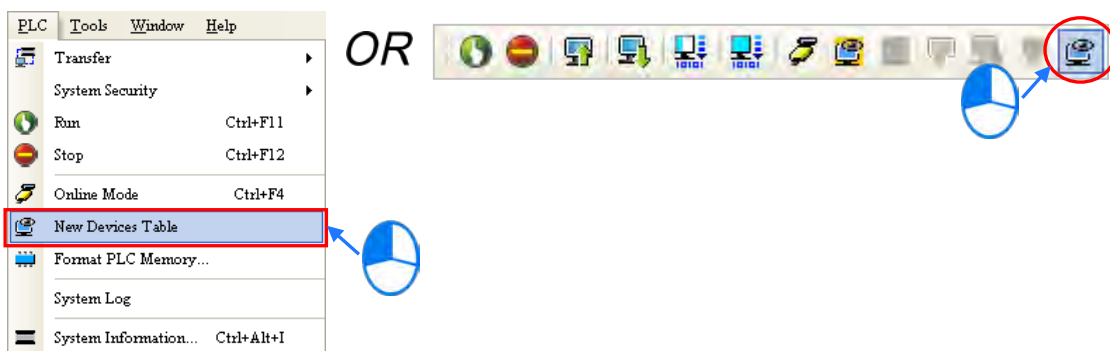 PLC Tools Window Help
Transfer
System Security
Run Ctrl+F11
Stop Ctrl+F12
Online Mode Ctrl+F4
New Devices Table
Format PLC Memory...
System Log
System Information... Ctrl+Alt+I
OR